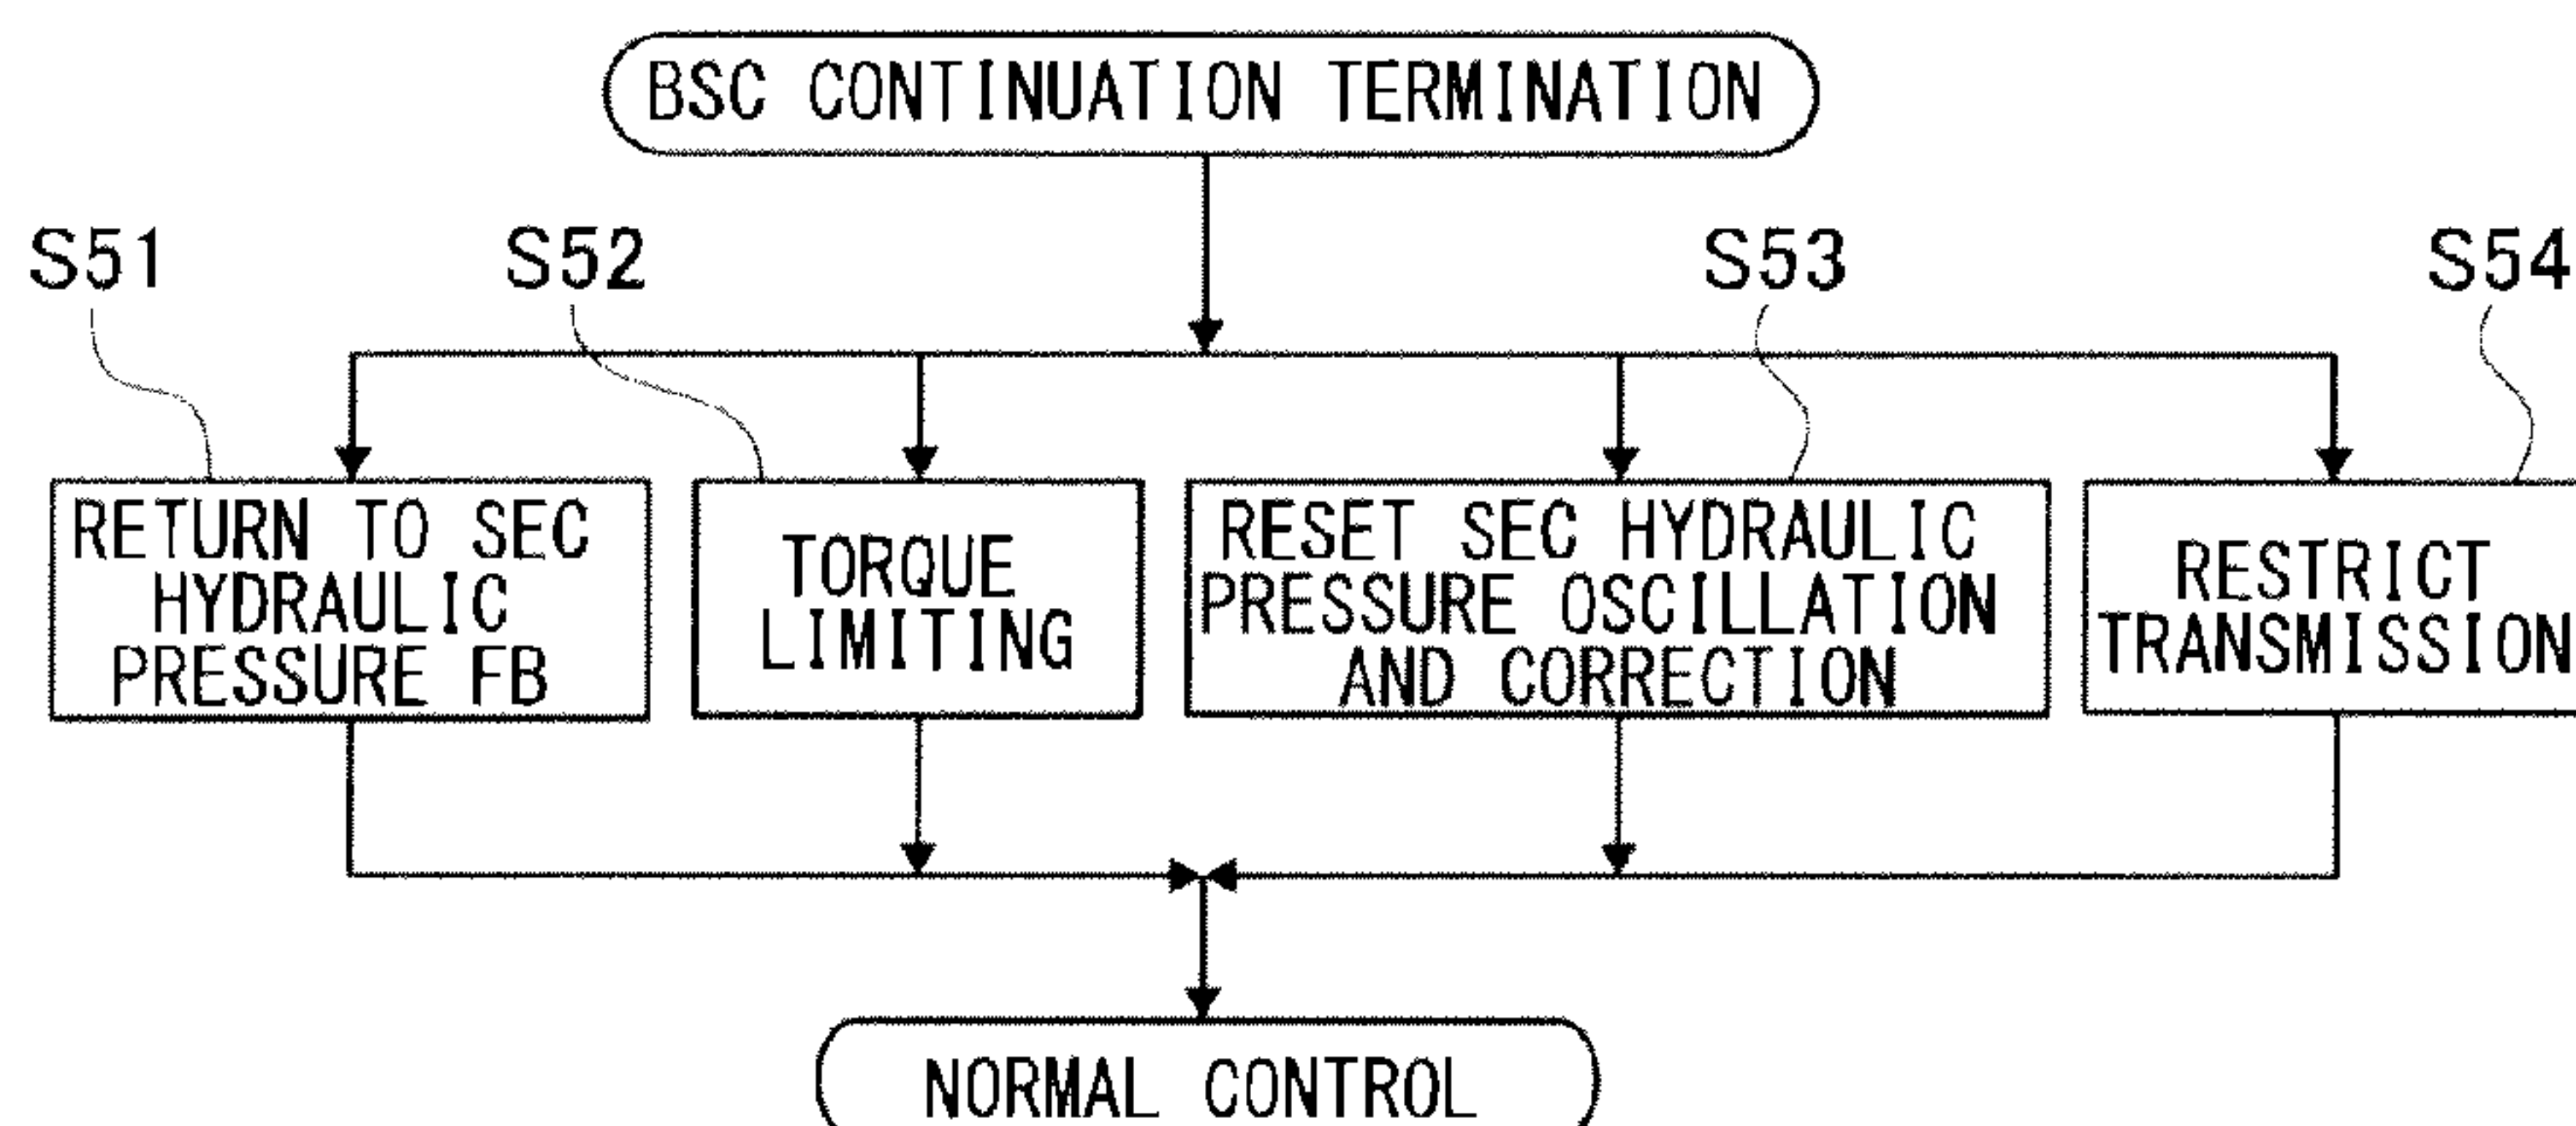 BSC CONTINUATION TERMINATION
S51
S52
S53
S54
RETURN TO SEC
HYDRAULIC
PRESSURE FB
TORQUE
LIMITING
RESET SEC HYDRAULIC
PRESSURE OSCILLATION
AND CORRECTION
RESTRICT
TRANSMISSION
NORMAL CONTROL